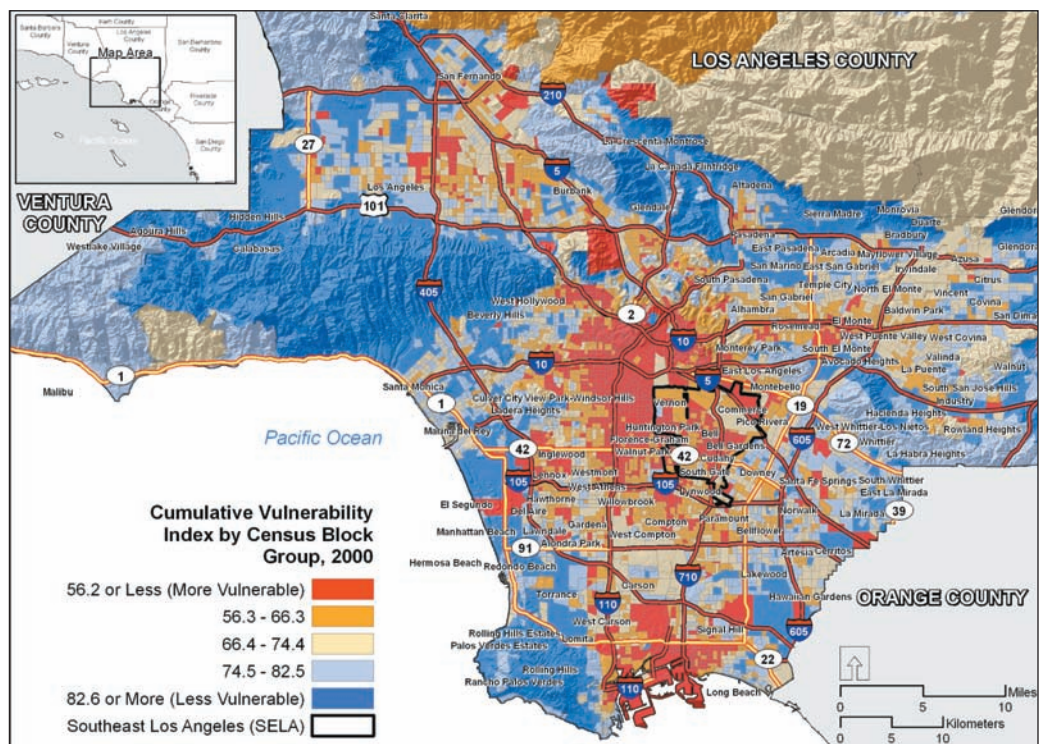 Kern County
Santa Barbara
County
Ventura
County
Los Angeles
County
San Bernardino
County
Map Area
Orange
County
Riverside
County
San Diego
County
Pacific Ocean
Santa Clarita
LOS ANGELES COUNTY
San Fernando
210
27
La Crescenta Montrose
La Canada Flintridge
5
Los Angeles
Burbank
Altadena
101
VENTURA
COUNTY
Glendale
Sierra Madre
Monrovia
Duarte
Glendora
Hidden Hills
Bradbury
Agoura Hills
Pasadena
Westlake Village
Calabasas
East Pasadena
Arcadia
Mayflower Village
Glendora
Azusa
San Marino
East San Gabriel
Irwindale
405
South Pasadena
Temple City
North El Monte
Citrus
West Hollywood
San Gabriel
Vincent
Covina
Beverly Hills
2
Alhambra
Baldwin Park
San Dimas
Rosemead
El Monte
10
West Puente Valley
West Covina
10
Monterey Park
South El Monte
Valinda
Walnut
1
5
East Los Angeles
Avocado Heights
La Puente
Malibu
Santa Monica
Montebello
South San Jose Hills
1
Culver City
View Park-Windsor Hills
Vernon
Commerce
19
Industry
Ladera Heights
Pico Rivera
Hacienda Heights
Pacific Ocean
Marina del Rey
Huntington Park
Bell
605
West Whittier-Los Nietos
Rowland Heights
Florence-Graham
Bell Gardens
72
Whittier
42
Inglewood
Walnut Park
42
Cudahy
La Habra Heights
105
Lennox
Westmont
South Gate
Downey
West Athens
105
Santa Fe Springs
South Whittier
Hawthorne
Willowbrook
Lynwood
East La Mirada
El Segundo
Del Aire
Norwalk
39
Cumulative Vulnerability
Index by Census Block
Group, 2000
Manhattan Beach
Lawndale
Gardena
Compton
Paramount
La Mirada
Alondra Park
West Compton
Bellflower
91
Artesia
Cerritos
Hermosa Beach
Redondo Beach
710
Lakewood
56.2 or Less (More Vulnerable)
Carson
Torrance
Hawaiian Gardens
ORANGE COUNTY
56.3 - 66.3
110
West Carson
605
66.4 - 74.4
Rolling Hills Estates
Lomita
Signal Hill
Palos Verdes Estates
22
74.5 - 82.5
Rolling Hills
82.6 or More (Less Vulnerable)
Rancho Palos Verdes
110
Long Beach
Southeast Los Angeles (SELA)
0 5 10
Miles
Kilometers
0 5 10